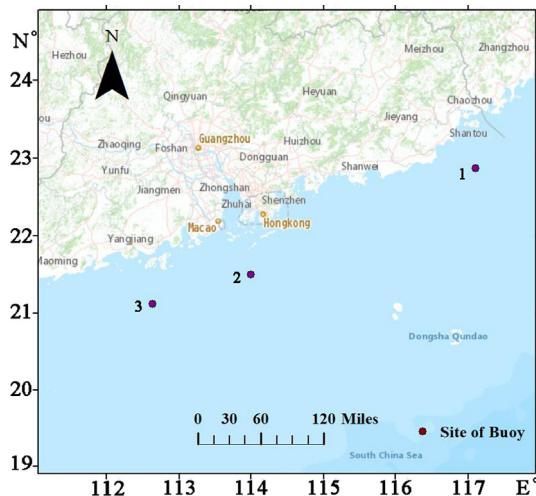 N°
N
24
23
22
21
20
19
Hezhou
Meizhou
Zhangzhou
Qingyuan
Heyuan
Chaozhou
Jieyang
Guangzhou
Shantou
Zhaoqing
Foshan
Huizhou
Dongguan
Yunfu
Shanwei
1
Jiangmen
Zhongshan
Shenzhen
Zhuhai
Macao
Hongkong
Yangjiang
Maoming
2
3
Dongsha Qundao
0 30 60 120 Miles
Site of Buoy
South China Sea
112 113 114 115 116 117 E°